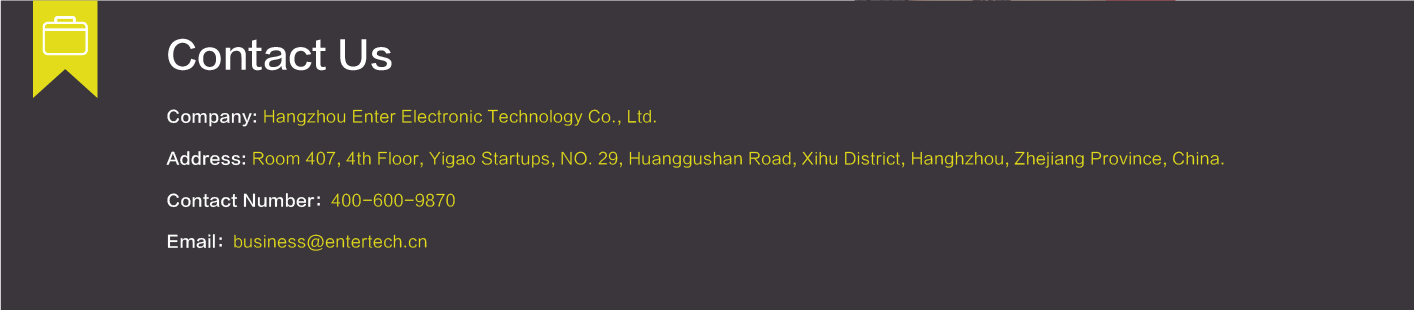 Contact Us
Company: Hangzhou Enter Electronic Technology Co., Ltd.
Address: Room 407, 4th Floor, Yigao Startups, NO. 29, Huanggushan Road, Xihu District, Hanghzhou, Zhejiang Province, China.
Contact Number： 400-600-9870
Email： business@entertech.cn